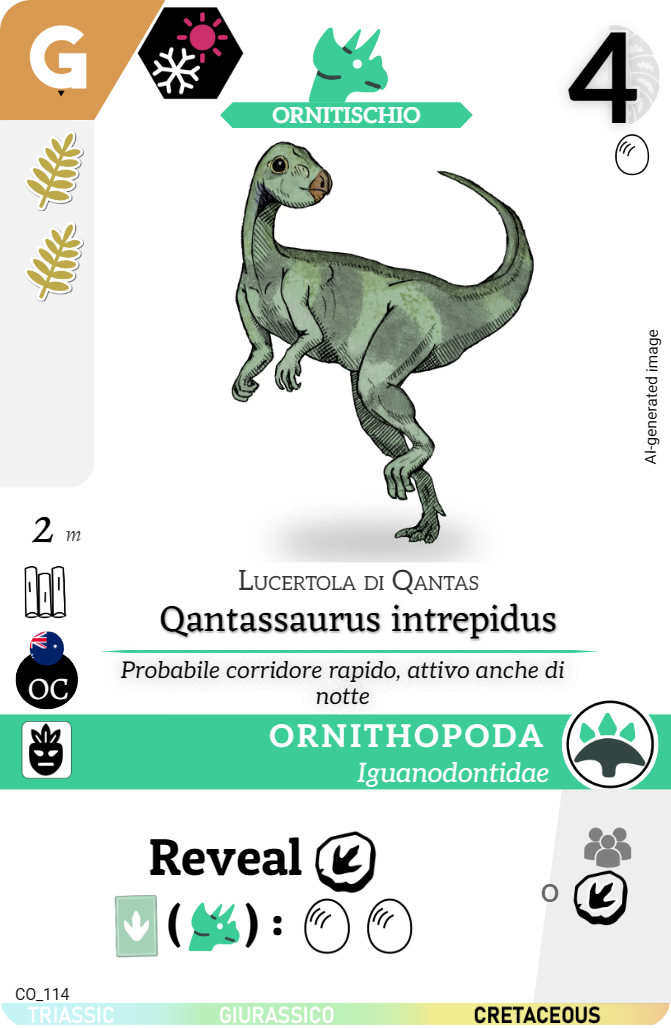 G
4
ORNITISCHIO
AI-generated image
2 m
Lucertola di Qantas
Qantassaurus intrepidus
OC
Probabile corridore rapido, attivo anche di
notte
ORNITHOPODA
Iguanodontidae
Reveal
( ) :
O
CO_114
TRIASSIC GIURASSICO CRETACEOUS